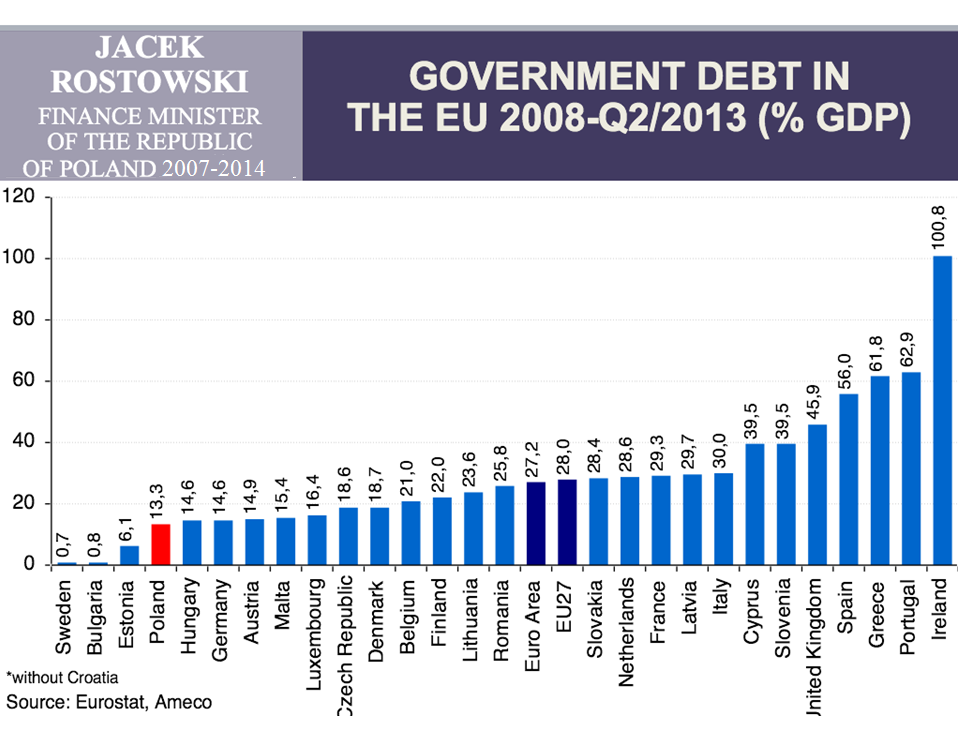 JACEK
ROSTOWSKI
FINANCE MINISTER
OF THE REPUBLIC
OF POLAND 2007-2014
GOVERNMENT DEBT IN
THE EU 2008-Q2/2013 (% GDP)
120
100
80
60
40
20
0
0,7
0,8
6,1
13,3
14,6
14,6
14,9
15,4
16,4
18,6
18,7
21,0
22,0
23,6
25,8
27,2
28,0
28,4
28,6
29,3
29,7
30,0
39,5
39,5
45,9
56,0
61,8
62,9
100,8
Sweden
Bulgaria
Estonia
Poland
Hungary
Germany
Austria
Malta
Luxembourg
Czech Republic
Denmark
Belgium
Finland
Lithuania
Romania
Euro Area
EU27
Slovakia
Netherlands
France
Latvia
Italy
Cyprus
Slovenia
United Kingdom
Spain
Greece
Portugal
Ireland
*without Croatia
Source: Eurostat, Ameco